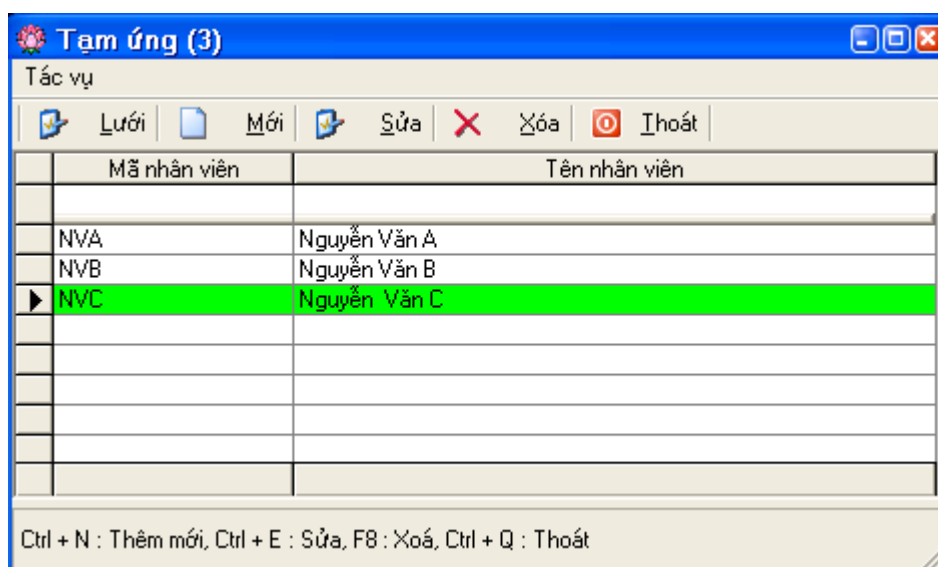 Tạm ứng (3)
Tác vụ
Lưới Mới Sửa Xóa Thoát
Mã nhân viên Tên nhân viên
NVA Nguyễn Văn A
NVB Nguyễn Văn B
NVC Nguyễn Văn C
Ctrl + N : Thêm mới, Ctrl + E : Sửa, F8 : Xoá, Ctrl + Q : Thoát